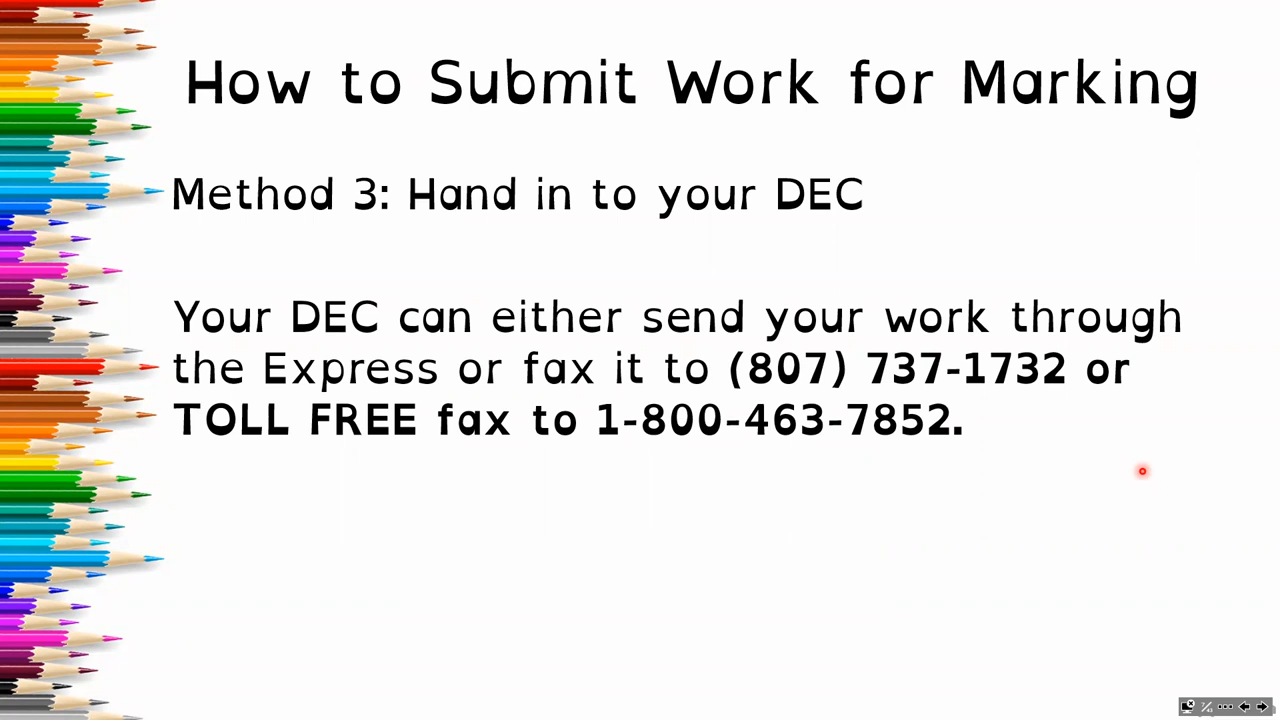 How to Submit Work for Marking
Method 3: Hand in to your DEC
Your DEC can either send your work through
the Express or fax it to (807) 737-1732 or
TOLL FREE fax to 1-800-463-7852.